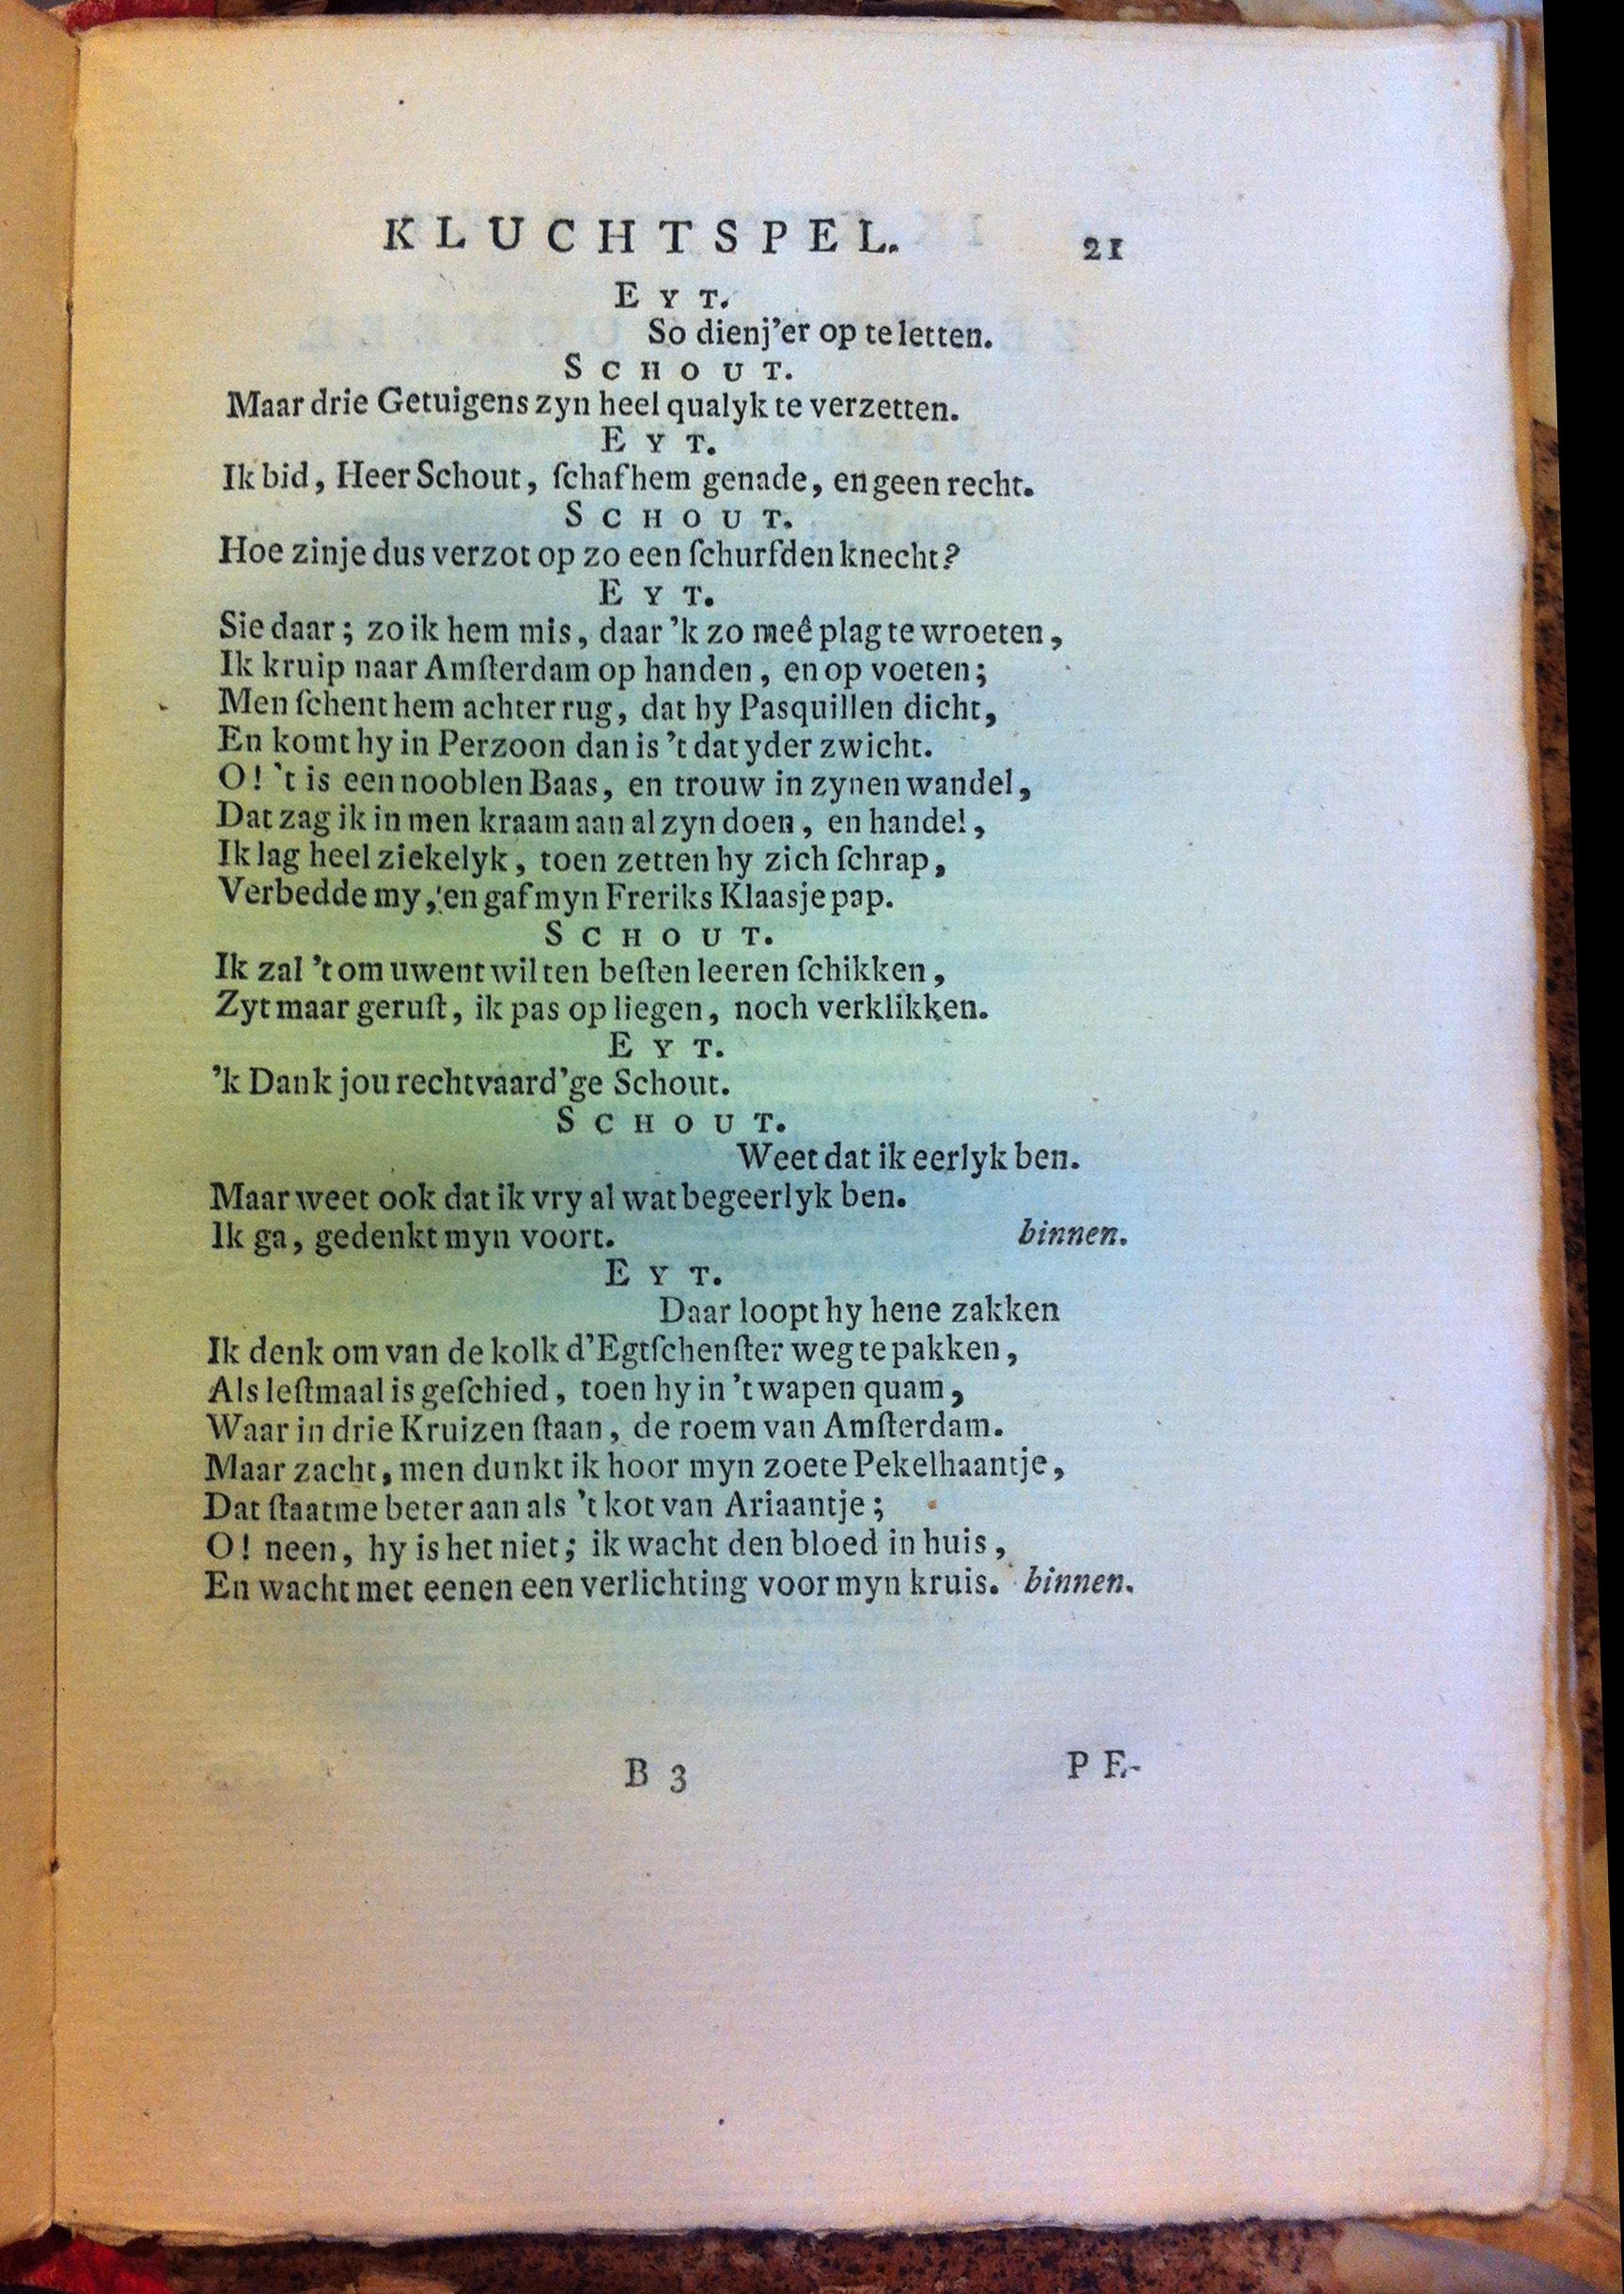 KLUCHTSPEL. 21
EYT.
So dienj'er op te letten.
SCHOUT.
Maar drie Getuigens zyn heel qualyk te verzetten.
EYT.
Ik bid, Heer Schout, ſchaf hem genade, en geen recht.
SCHOUT.
Hoe zinje dus verzot op zo een ſchurfden knecht?
EYT.
Sie daar; zo ik hem mis, daar 'k zo meê plag te wroeten,
Ik kruip naar Amſterdam op handen, en op voeten;
Men ſchent hem achter rug, dat hy Pasquillen dicht,
En komt hy in Perzoon dan is 't dat yder zwicht.
O! 't is een nooblen Baas, en trouw in zynen wandel,
Dat zag ik in men kraam aan al zyn doen, en handel,
Ik lag heel ziekelyk, toen zetten hy zich ſchrap,
Verbedde my, en gaf myn Freriks Klaasje pap.
SCHOUT.
Ik zal 't om uwent wil ten beſten leeren ſchikken,
Zyt maar geruſt, ik pas op liegen, noch verklikken.
EYT.
'k Dank jou rechtvaard'ge Schout.
SCHOUT.
Weet dat ik eerlyk ben.
Maar weet ook dat ik vry al wat begeerlyk ben.
Ik ga, gedenkt myn voort. binnen.
EYT.
Daar loopt hy hene zakken
Ik denk om van de kolk d'Egtſchenſter weg te pakken,
Als leſtmaal is geſchied, toen hy in 't wapen quam,
Waar in drie Kruizen ſtaan, de roem van Amſterdam.
Maar zacht, men dunkt ik hoor myn zoete Pekelhaantje,
Dat ſtaat me beter aan als 't kot van Ariaantje;
O! neen, hy is het niet; ik wacht den bloed in huis,
En wacht met eenen een verlichting voor myn kruis. binnen.
B 3 PE-